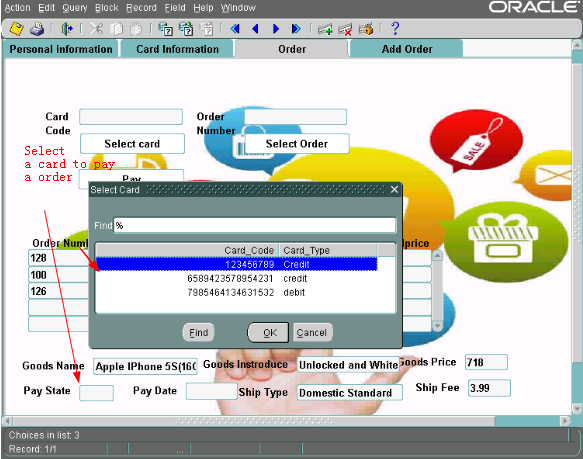 Action Edit Query Block Record Field Help Window
ORACLE
Personal information Card Information Order Add Order
Card Code
Order Number
Select card
Select Order
SALE
Select
a card to pay
a order
Pay
Select Card
Find %
Card_Code Card_Type
123456789 Credit
6589423578954231 credit
7985464134631532 debit
Find OK Cancel
Order Num
price
128
100
126
Goods Name Apple IPhone 5S(16G Goods Instroduce Unlocked and White Goods Price 718
Pay State Pay Date Ship Type Domestic Standard Ship Fee 3.99
Choices in list: 3
Record: 1/1 ...